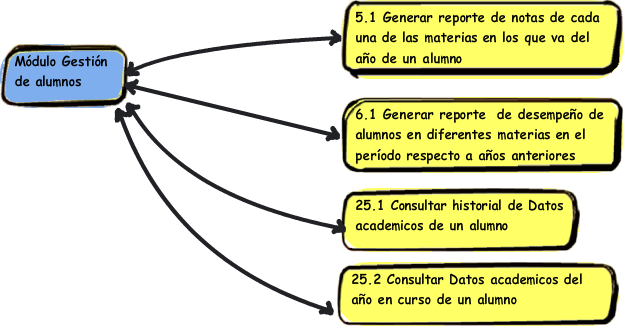 Módulo Gestión
de alumnos
5.1 Generar reporte de notas de cada
una de las materias en los que va del
año de un alumno
6.1 Generar reporte de desempeño de
alumnos en diferentes materias en el
período respecto a años anteriores
25.1 Consultar historial de Datos
academicos de un alumno
25.2 Consultar Datos academicos del
año en curso de un alumno